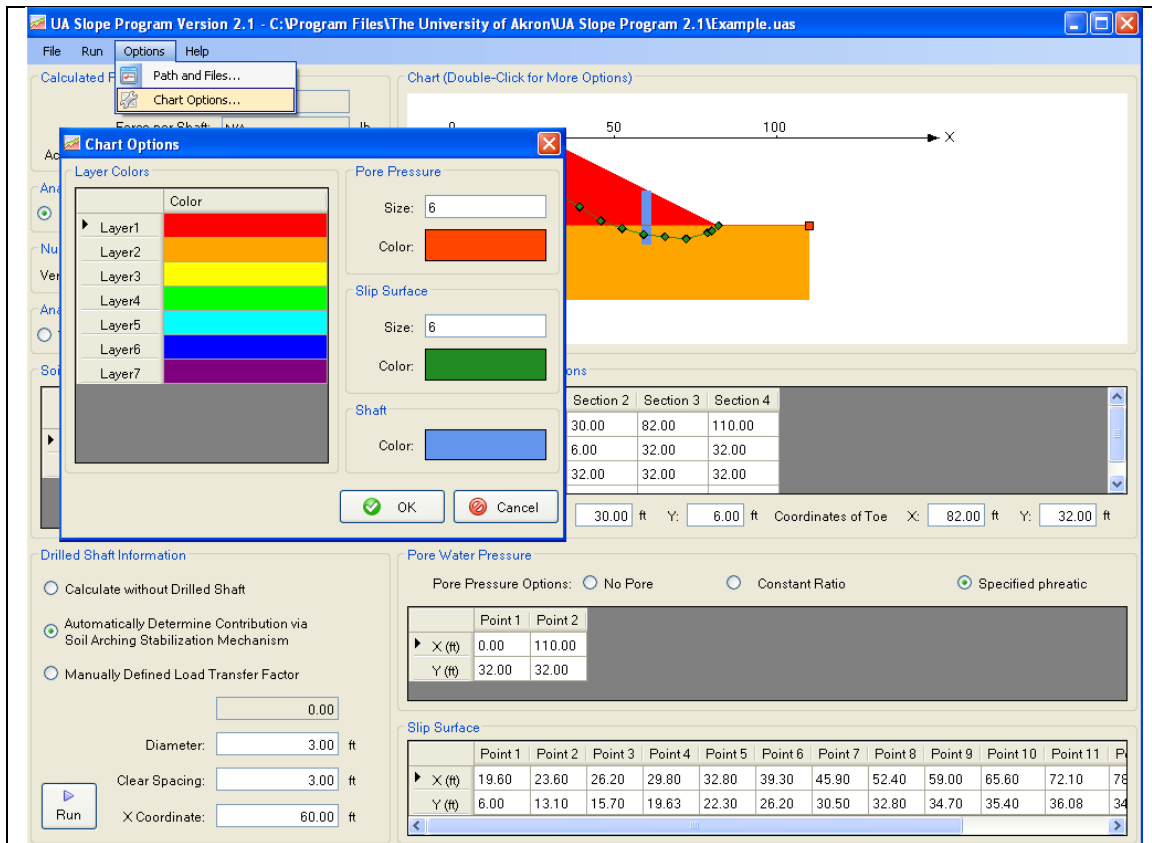 UA Slope Program Version 2.1 - C:\Program Files\The University of Akron\UA Slope Program 2.1\Example.uas
File Run Options Help
Path and Files...
Chart Options...
Calculated F
Force per Shaft: N/A lb
Ac
Ana
Nu
Ver
Ana
Soi
Chart (Double-Click for More Options)
0 50 100 X
Chart Options
Layer Colors
Color
Layer1
Layer2
Layer3
Layer4
Layer5
Layer6
Layer7
Pore Pressure
Size: 6
Color:
Slip Surface
Size: 6
Color:
Shaft
Color:
OK Cancel
ons
Section 2 Section 3 Section 4
30.00 82.00 110.00
6.00 32.00 32.00
32.00 32.00 32.00
30.00 ft Y: 6.00 ft Coordinates of Toe X: 82.00 ft Y: 32.00 ft
Drilled Shaft Information
Calculate without Drilled Shaft
Automatically Determine Contribution via
Soil Arching Stabilization Mechanism
Manually Defined Load Transfer Factor
0.00
Diameter: 3.00 ft
Clear Spacing: 3.00 ft
X Coordinate: 60.00 ft
Run
Pore Water Pressure
Pore Pressure Options: No Pore Constant Ratio Specified phreatic
Point 1 Point 2
X (ft) 0.00 110.00
Y (ft) 32.00 32.00
Slip Surface
Point 1 Point 2 Point 3 Point 4 Point 5 Point 6 Point 7 Point 8 Point 9 Point 10 Point 11 P
X (ft) 19.60 23.60 26.20 29.80 32.80 39.30 45.90 52.40 59.00 65.60 72.10 78
Y (ft) 6.00 13.10 15.70 19.63 22.30 26.20 30.50 32.80 34.70 35.40 36.08 34